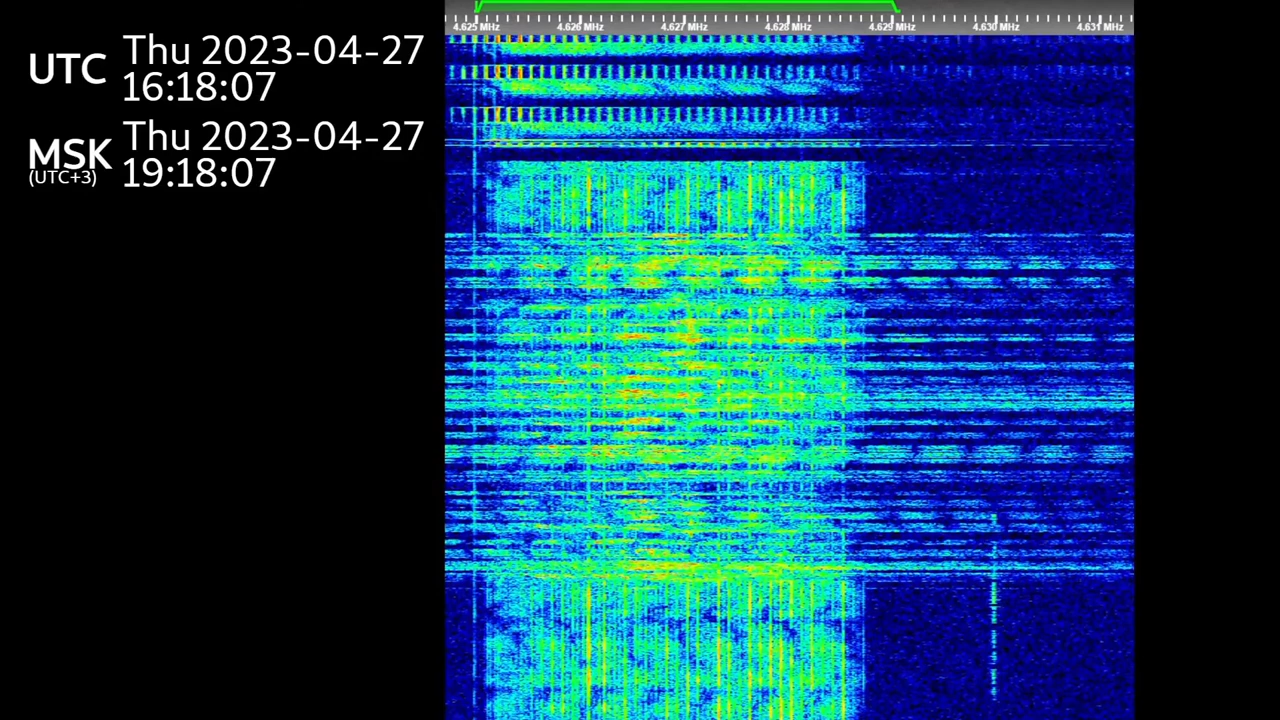 4.625 MHz 4.626 MHz 4.627 MHz 4.628 MHz 4.629 MHz 4.630 MHz 4.631 MHz
UTC Thu 2023-04-27
16:18:07
MSK Thu 2023-04-27
(UTC+3) 19:18:07